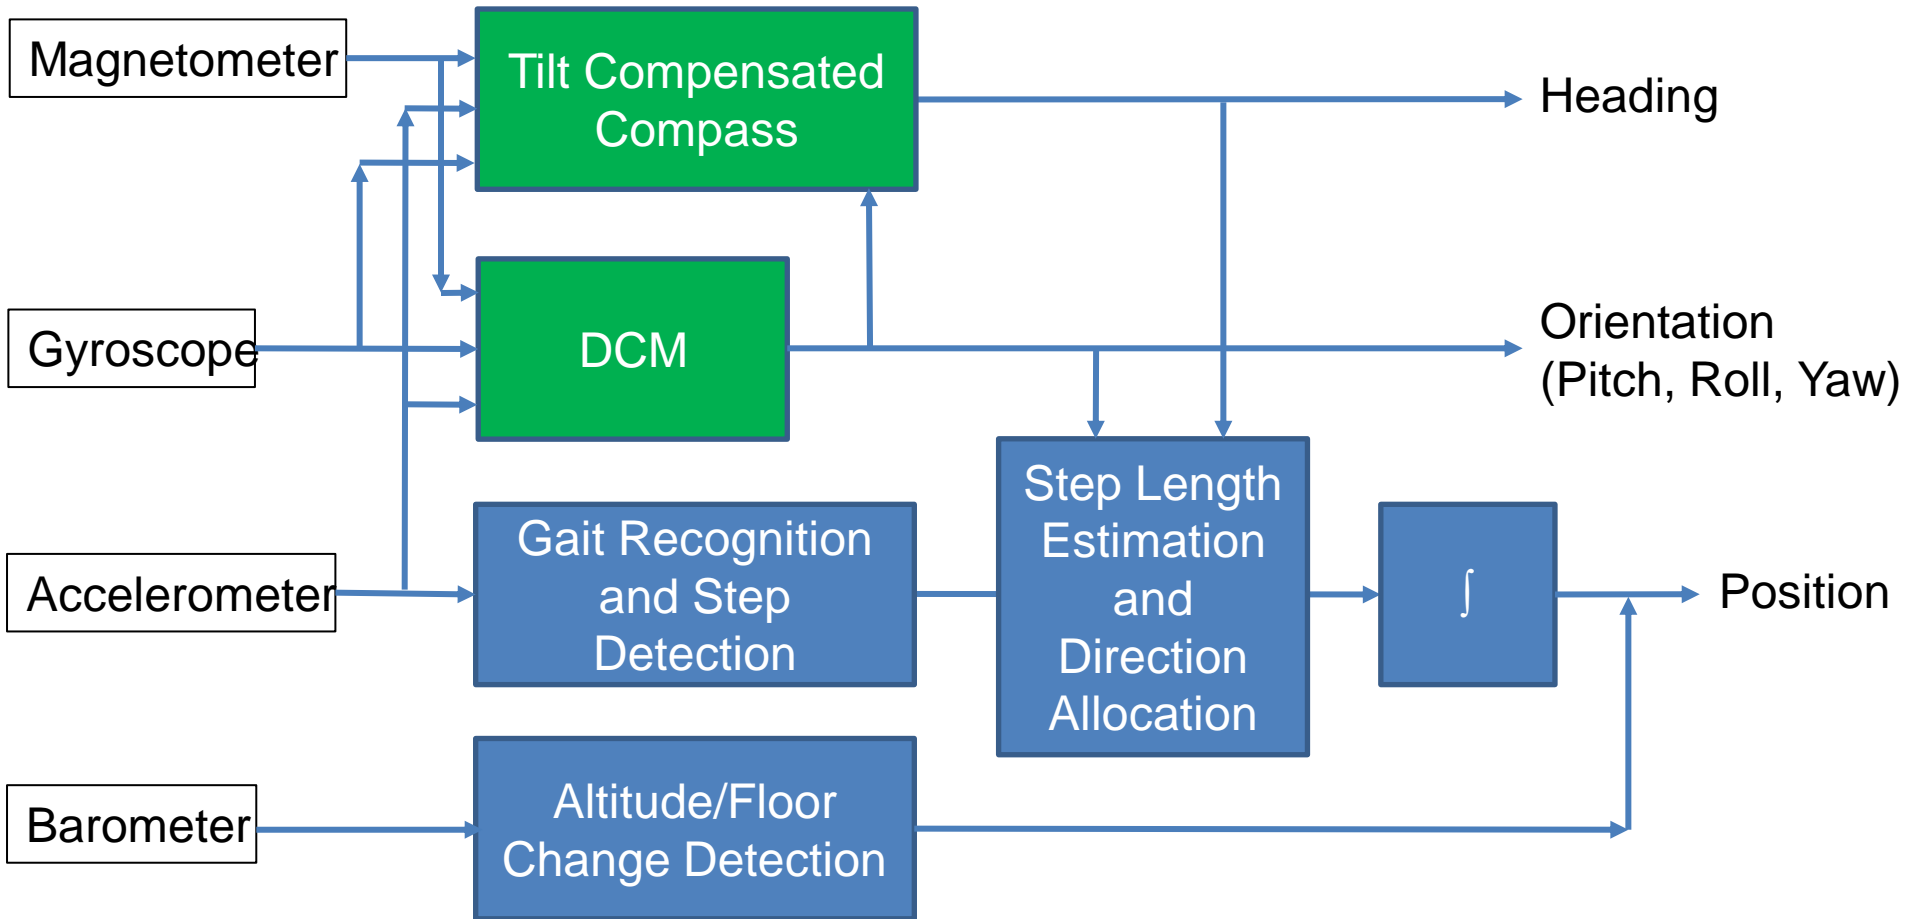 Magnetometer
Tilt Compensated
Compass
Heading
Gyroscope
DCM
Orientation
(Pitch, Roll, Yaw)
Accelerometer
Gait Recognition
and Step
Detection
Step Length
Estimation
and
Direction
Allocation
∫
Position
Barometer
Altitude/Floor
Change Detection